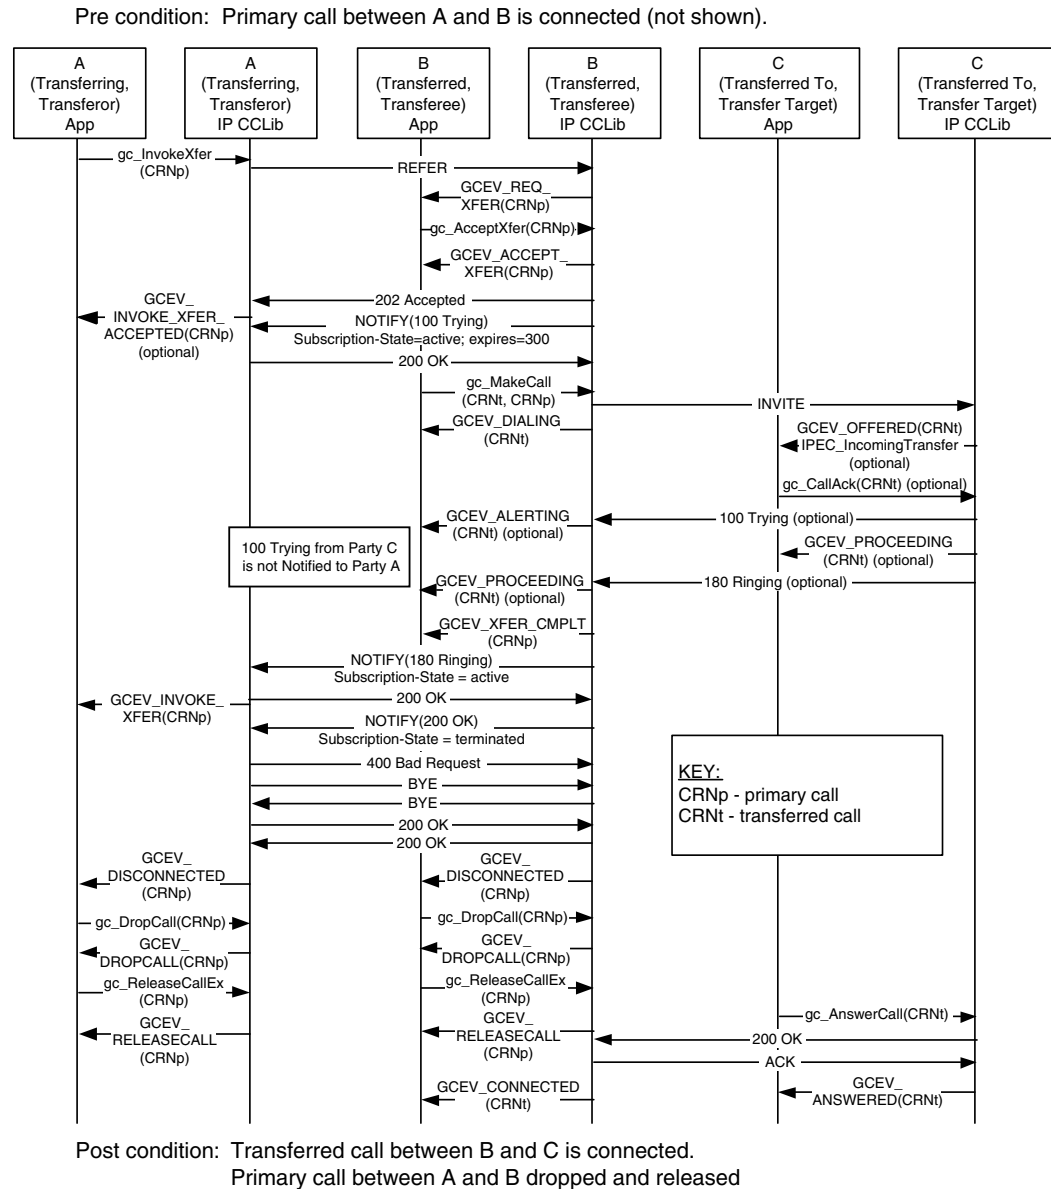 Pre condition: Primary call between A and B is connected (not shown).
A
(Transferring,
Transferor)
App
A
(Transferring,
Transferor)
IP CCLib
B
(Transferred,
Transferee)
App
B
(Transferred,
Transferee)
IP CCLib
C
(Transferred To,
Transfer Target)
App
C
(Transferred To,
Transfer Target)
IP CCLib
gc_InvokeXfer
(CRNp)
REFER
GCEV_REQ_
XFER(CRNp)
gc_AcceptXfer(CRNp)
GCEV_ACCEPT_
XFER(CRNp)
202 Accepted
GCEV_
INVOKE_XFER_
ACCEPTED(CRNp)
(optional)
NOTIFY(100 Trying)
Subscription-State=active; expires=300
200 OK
gc_MakeCall
(CRNt, CRNp)
INVITE
GCEV_DIALING
(CRNt)
GCEV_OFFERED(CRNt)
IPEC_IncomingTransfer
(optional)
gc_CallAck(CRNt) (optional)
GCEV_ALERTING
(CRNt) (optional)
100 Trying (optional)
100 Trying from Party C
is not Notified to Party A
GCEV_PROCEEDING
(CRNt) (optional)
GCEV_PROCEEDING
(CRNt) (optional)
180 Ringing (optional)
GCEV_XFER_CMPLT
(CRNp)
NOTIFY(180 Ringing)
Subscription-State = active
200 OK
GCEV_INVOKE_
XFER(CRNp)
NOTIFY(200 OK)
Subscription-State = terminated
400 Bad Request
BYE
BYE
200 OK
200 OK
KEY:
CRNp - primary call
CRNt - transferred call
GCEV_
DISCONNECTED
(CRNp)
GCEV_
DISCONNECTED
(CRNp)
gc_DropCall(CRNp)
gc_DropCall(CRNp)
GCEV_
DROPCALL(CRNp)
GCEV_
DROPCALL(CRNp)
gc_ReleaseCallEx
(CRNp)
gc_ReleaseCallEx
(CRNp)
GCEV_
RELEASECALL
(CRNp)
GCEV_
RELEASECALL
(CRNp)
gc_AnswerCall(CRNt)
200 OK
ACK
GCEV_CONNECTED
(CRNt)
GCEV_
ANSWERED(CRNt)
Post condition: Transferred call between B and C is connected.
Primary call between A and B dropped and released